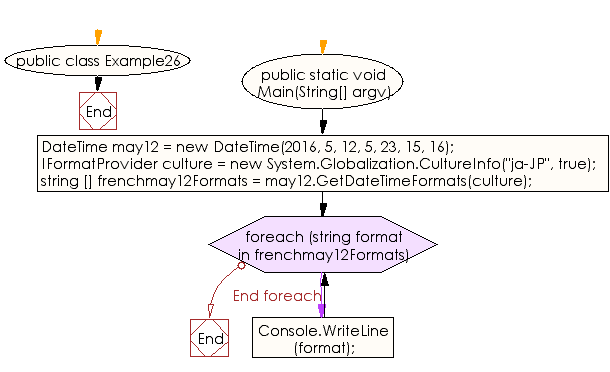 public class Example26
End
public static void
Main(String[] argv)
DateTime may12 = new DateTime(2016, 5, 12, 5, 23, 15, 16);
IFormatProvider culture = new System.Globalization.CultureInfo("ja-JP", true);
string [] frenchmay12Formats = may12.GetDateTimeFormats(culture);
foreach (string format
in frenchmay12Formats)
End foreach
End
Console.WriteLine
(format);